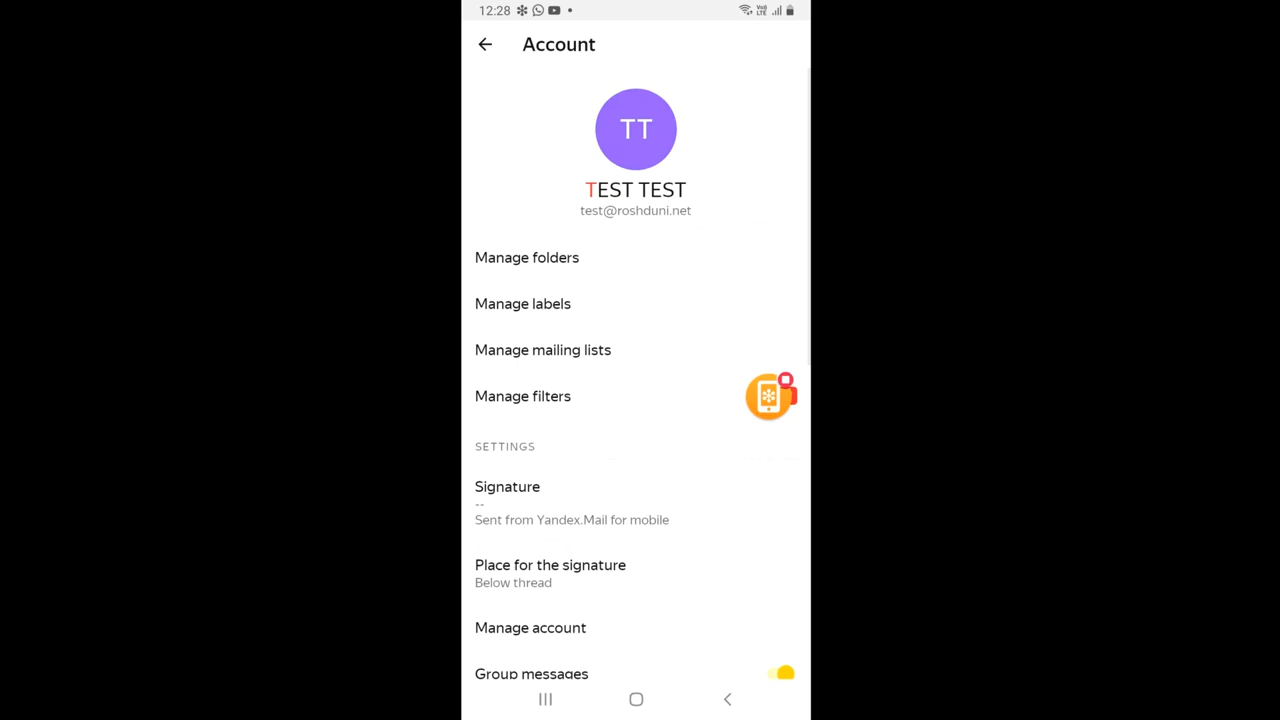 12:28
Account
TT
TEST TEST
test@roshduni.net
Manage folders
Manage labels
Manage mailing lists
Manage filters
SETTINGS
Signature
--
Sent from Yandex.Mail for mobile
Place for the signature
Below thread
Manage account
Group messages